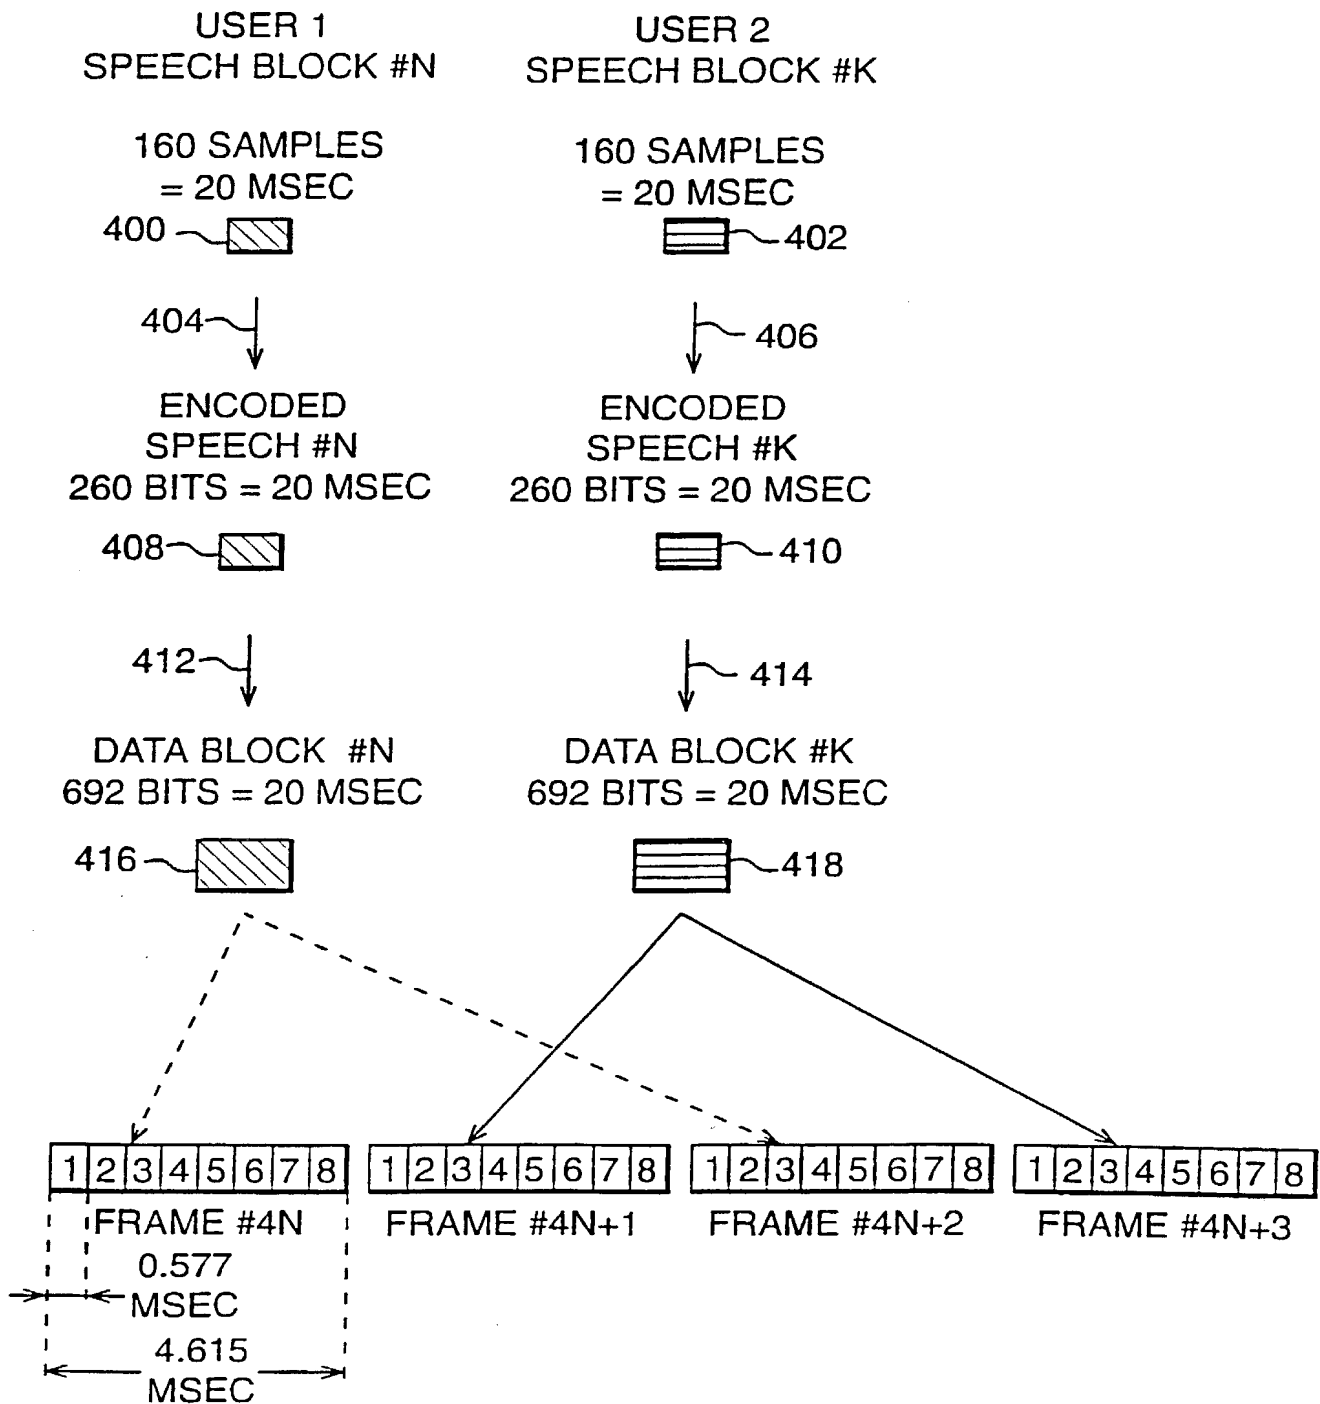 USER 1
SPEECH BLOCK #N
USER 2
SPEECH BLOCK #K
160 SAMPLES
= 20 MSEC
160 SAMPLES
= 20 MSEC
400
402
404
406
ENCODED
SPEECH #N
260 BITS = 20 MSEC
ENCODED
SPEECH #K
260 BITS = 20 MSEC
408
410
412
414
DATA BLOCK #N
692 BITS = 20 MSEC
DATA BLOCK #K
692 BITS = 20 MSEC
416
418
1 2 3 4 5 6 7 8
1 2 3 4 5 6 7 8
1 2 3 4 5 6 7 8
1 2 3 4 5 6 7 8
FRAME #4N
FRAME #4N+1
FRAME #4N+2
FRAME #4N+3
0.577
MSEC
4.615
MSEC